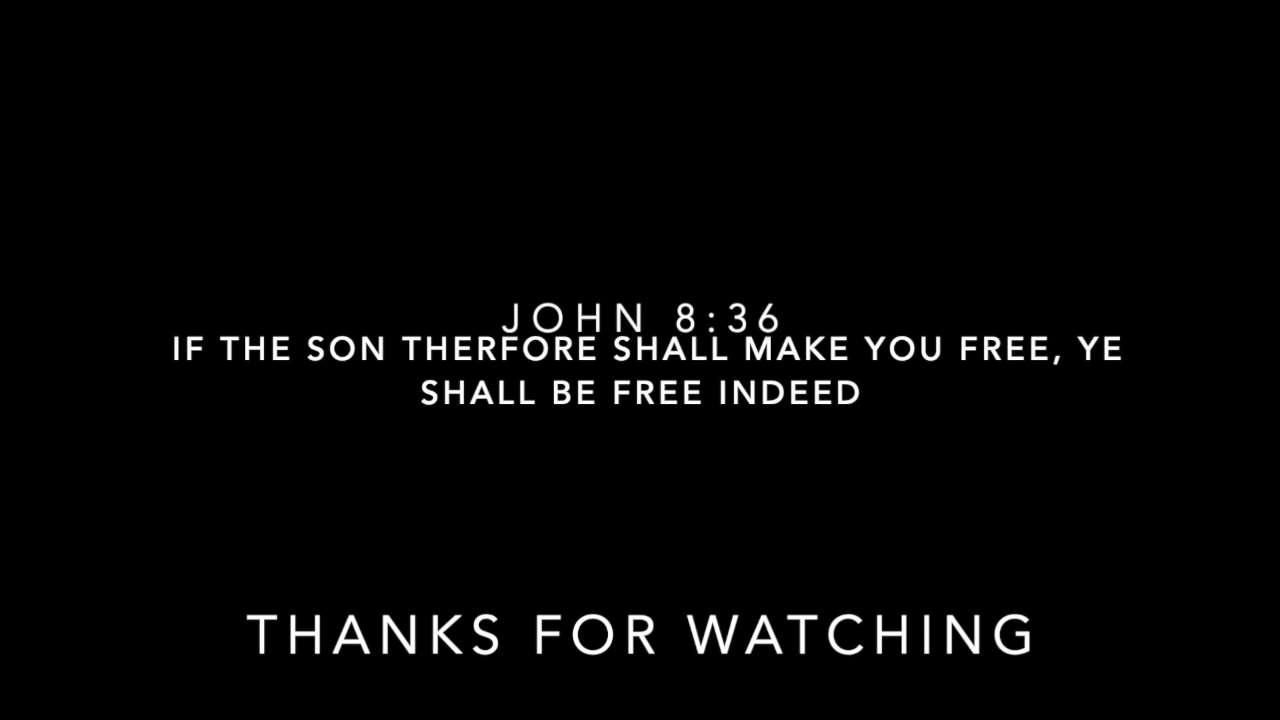 JOHN 8:36
IF THE SON THERFORE SHALL MAKE YOU FREE, YE
SHALL BE FREE INDEED
THANKS FOR WATCHING